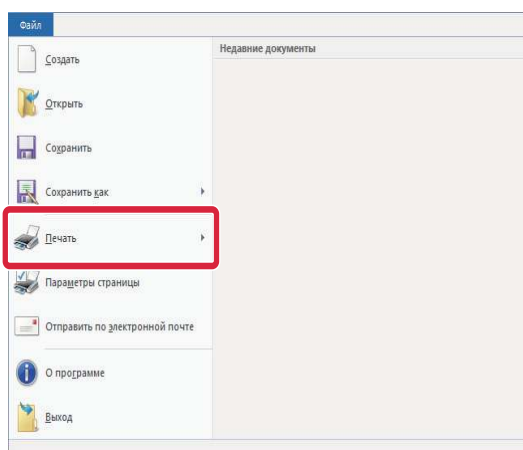 Файл
Недавние документы
Создать
Открыть
Сохранить
Сохранить как
Печать
Параметры страницы
Отправить по электронной почте
О программе
Выход